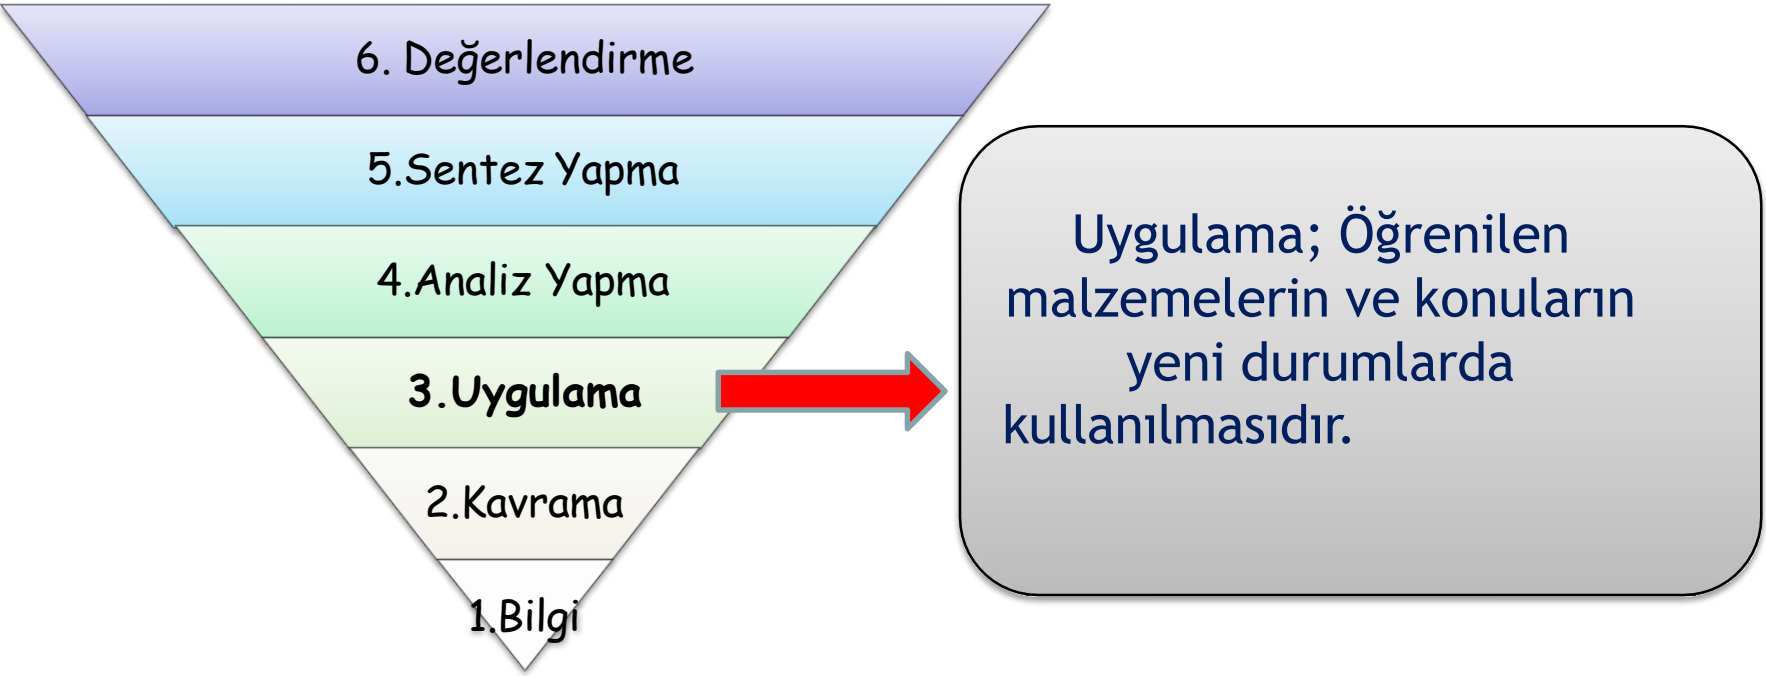 6. Değerlendirme
5.Sentez Yapma
4.Analiz Yapma
3.Uygulama
2.Kavrama
1.Bilgi
Uygulama; Öğrenilen
malzemelerin ve konuların
yeni durumlarda
kullanılmasıdır.